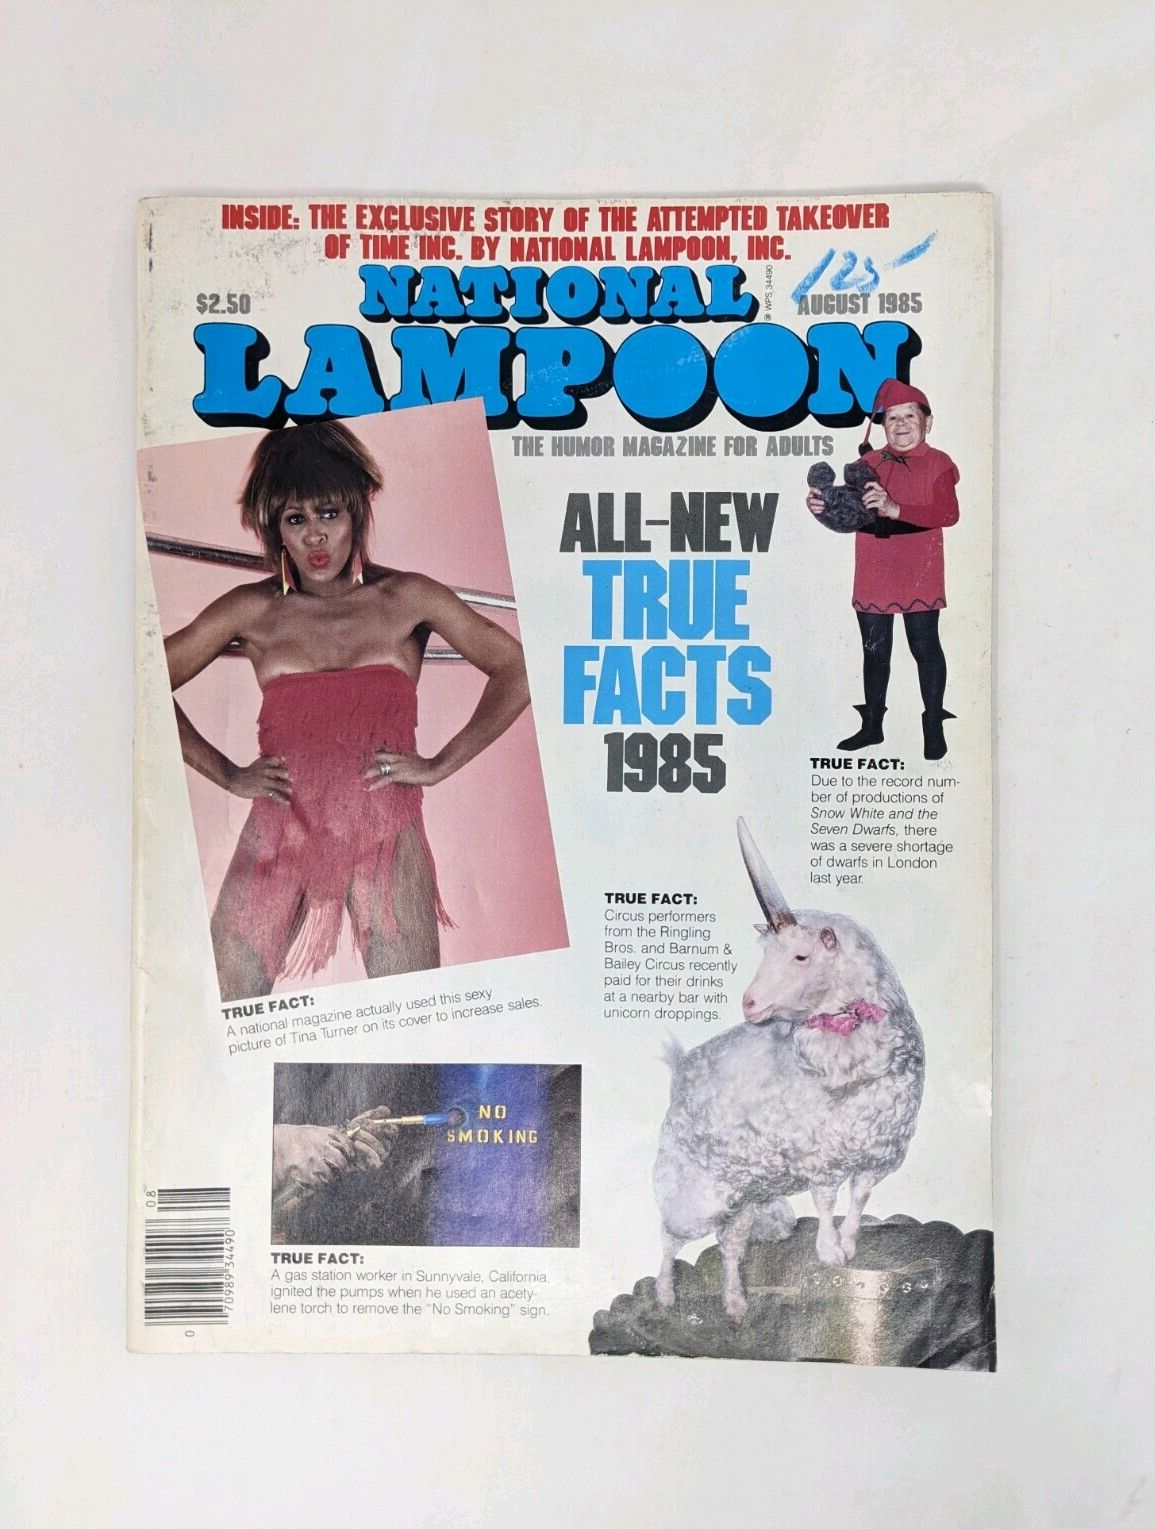 INSIDE: THE EXCLUSIVE STORY OF THE ATTEMPTED TAKEOVER
OF TIME INC. BY NATIONAL LAMPOON, INC.
125
$2.50
NATIONAL
® WPS 34490
AUGUST 1985
LAMPOON
THE HUMOR MAGAZINE FOR ADULTS
ALL-NEW
TRUE
FACTS
1985
TRUE FACT:
Due to the record num-
ber of productions of
Snow White and the
Seven Dwarfs, there
was a severe shortage
of dwarfs in London
last year.
TRUE FACT:
Circus performers
from the Ringling
Bros. and Barnum &
Bailey Circus recently
paid for their drinks
at a nearby bar with
unicorn droppings.
TRUE FACT:
A national magazine actually used this sexy
picture of Tina Turner on its cover to increase sales.
NO
SMOKING
TRUE FACT:
A gas station worker in Sunnyvale, California,
ignited the pumps when he used an acety-
lene torch to remove the "No Smoking" sign.
08
0
70989 34490